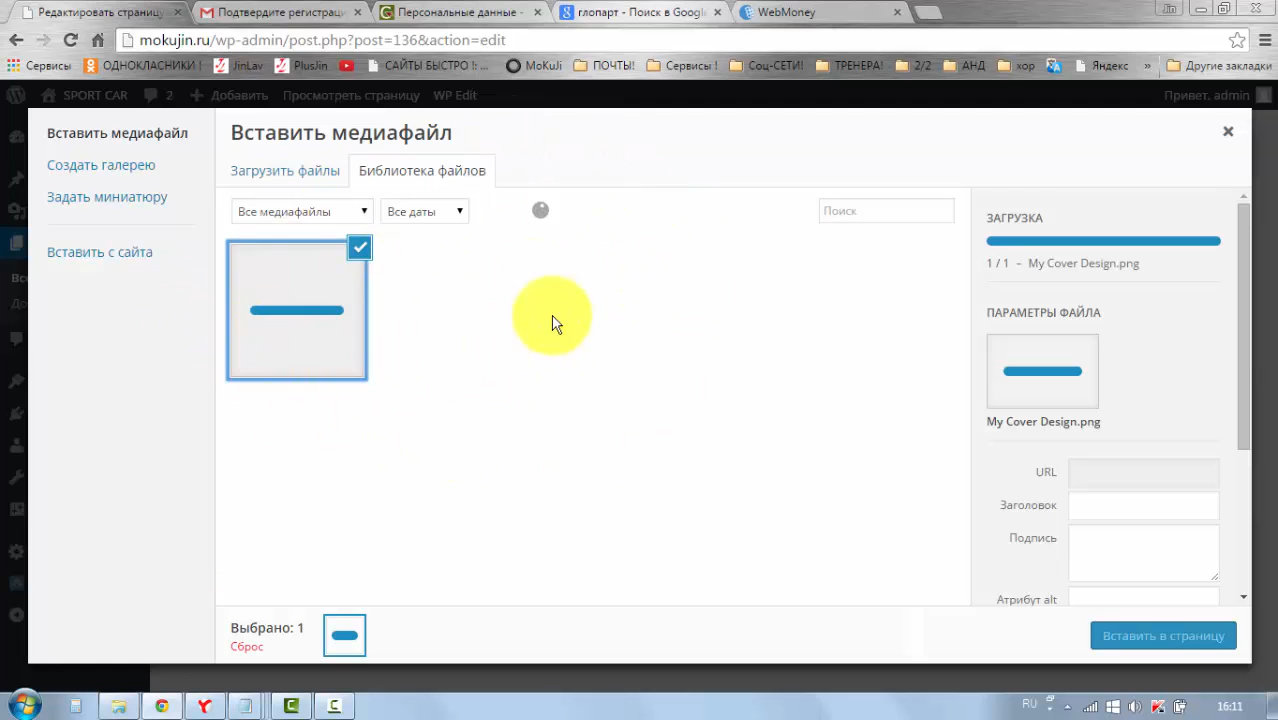 Редактировать страницу
Подтвердите регистраци
Персональные данные -
глопарт - Поиск в Google
WebMoney
Jin
mokujin.ru/wp-admin/post.php?post=136&action=edit
Сервисы
ОДНОКЛАСНИКИ !
JinLav
PlusJin
САЙТЫ БЫСТРО !: ...
MoKuJi
ПОЧТЫ!
Сервисы !
Соц-СЕТИ!
ТРЕНЕРА!
2/2
АНД
хор
Яндекс
»
Другие закладки
SPORT CAR
2
Добавить
Просмотреть страницу
WP Edit
Привет, admin
Вставить медиафайл
Создать галерею
Задать миниатюру
Вставить с сайта
Вставить медиафайл
Загрузить файлы
Библиотека файлов
Все медиафайлы
Все даты
Поиск
ЗАГРУЗКА
1 / 1 – My Cover Design.png
ПАРАМЕТРЫ ФАЙЛА
My Cover Design.png
URL
Заголовок
Подпись
Атрибут alt
Выбрано: 1
Сброс
Вставить в страницу
RU
16:11